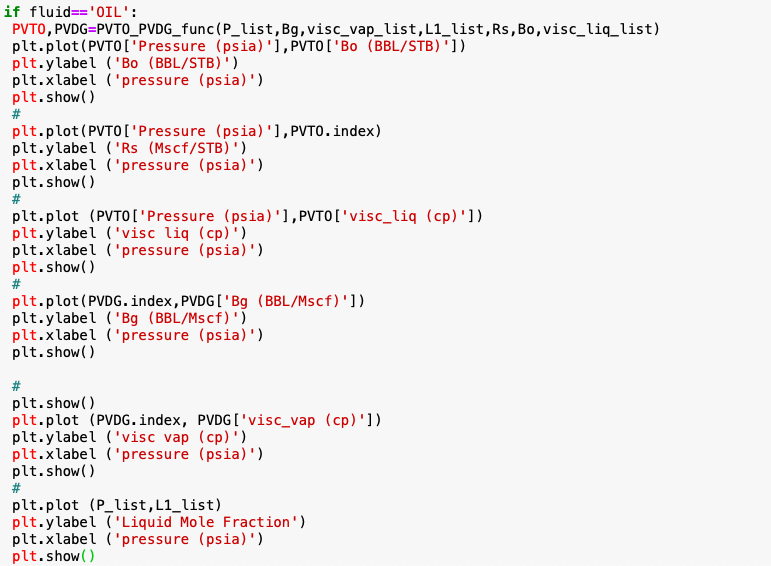 if fluid=='OIL':
 PVTO,PVDG=PVTO_PVDG_func(P_list,Bg,visc_vap_list,L1_list,Rs,Bo,visc_liq_list)
 plt.plot(PVTO['Pressure (psia)'],PVTO['Bo (BBL/STB)'])
 plt.ylabel ('Bo (BBL/STB)')
 plt.xlabel ('pressure (psia)')
 plt.show()
 #
 plt.plot(PVTO['Pressure (psia)'],PVTO.index)
 plt.ylabel ('Rs (Mscf/STB)')
 plt.xlabel ('pressure (psia)')
 plt.show()
 #
 plt.plot (PVTO['Pressure (psia)'],PVTO['visc_liq (cp)'])
 plt.ylabel ('visc liq (cp)')
 plt.xlabel ('pressure (psia)')
 plt.show()
 #
 plt.plot(PVDG.index,PVDG['Bg (BBL/Mscf)'])
 plt.ylabel ('Bg (BBL/Mscf)')
 plt.xlabel ('pressure (psia)')
 plt.show()

 #
 plt.show()
 plt.plot (PVDG.index, PVDG['visc_vap (cp)'])
 plt.ylabel ('visc vap (cp)')
 plt.xlabel ('pressure (psia)')
 plt.show()
 #
 plt.plot (P_list,L1_list)
 plt.ylabel ('Liquid Mole Fraction')
 plt.xlabel ('pressure (psia)')
 plt.show()